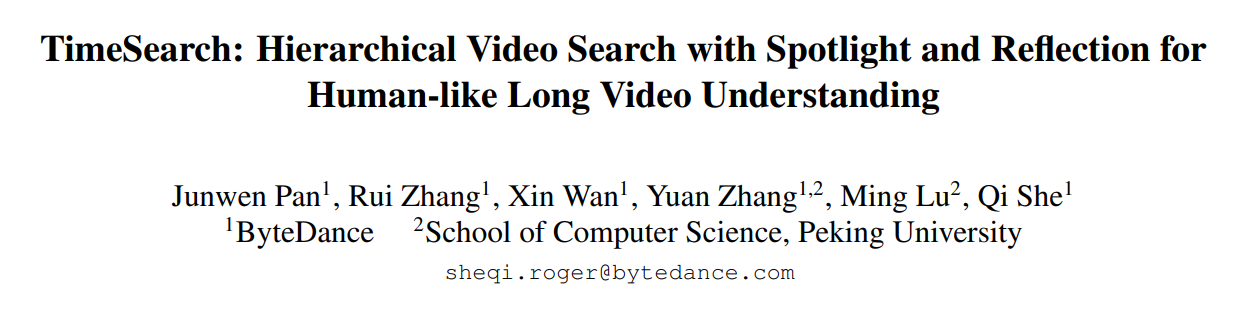 TimeSearch: Hierarchical Video Search with Spotlight and Reflection for
Human-like Long Video Understanding
Junwen Pan¹, Rui Zhang¹, Xin Wan¹, Yuan Zhang¹,², Ming Lu², Qi She¹
¹ByteDance ²School of Computer Science, Peking University
sheqi.roger@bytedance.com